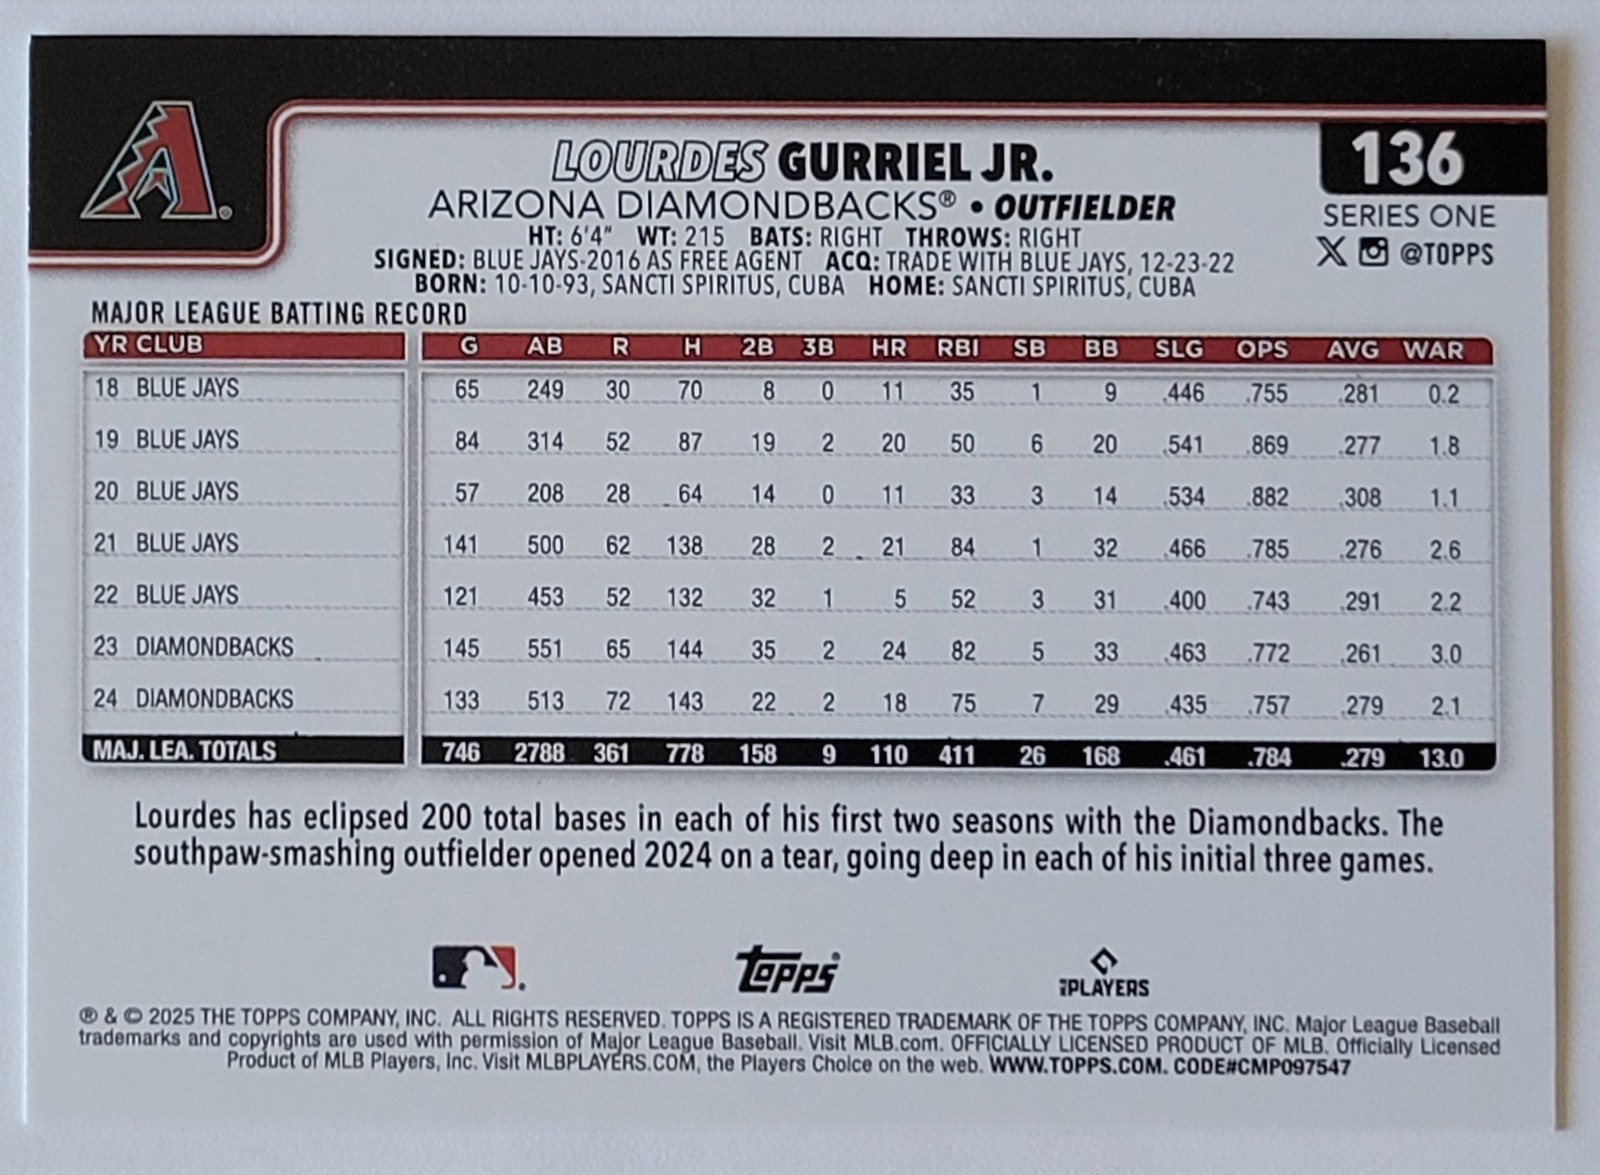 LOURDES GURRIEL JR.
136
ARIZONA DIAMONDBACKS® • OUTFIELDER
SERIES ONE
HT: 6'4" WT: 215 BATS: RIGHT THROWS: RIGHT
@TOPPS
SIGNED: BLUE JAYS-2016 AS FREE AGENT ACQ: TRADE WITH BLUE JAYS, 12-23-22
BORN: 10-10-93, SANCTI SPIRITUS, CUBA HOME: SANCTI SPIRITUS, CUBA
MAJOR LEAGUE BATTING RECORD
YR CLUB G AB R H 2B 3B HR RBI SB BB SLG OPS AVG WAR
18 BLUE JAYS 65 249 30 70 8 0 11 35 1 9 .446 .755 .281 0.2
19 BLUE JAYS 84 314 52 87 19 2 20 50 6 20 .541 .869 .277 1.8
20 BLUE JAYS 57 208 28 64 14 0 11 33 3 14 .534 .882 .308 1.1
21 BLUE JAYS 141 500 62 138 28 2 21 84 1 32 .466 .785 .276 2.6
22 BLUE JAYS 121 453 52 132 32 1 5 52 3 31 .400 .743 .291 2.2
23 DIAMONDBACKS 145 551 65 144 35 2 24 82 5 33 .463 .772 .261 3.0
24 DIAMONDBACKS 133 513 72 143 22 2 18 75 7 29 .435 .757 .279 2.1
MAJ. LEA. TOTALS 746 2788 361 778 158 9 110 411 26 168 .461 .784 .279 13.0
Lourdes has eclipsed 200 total bases in each of his first two seasons with the Diamondbacks. The
southpaw-smashing outfielder opened 2024 on a tear, going deep in each of his initial three games.
Topps®
MLBPLAYERS
® & © 2025 THE TOPPS COMPANY, INC. ALL RIGHTS RESERVED. TOPPS IS A REGISTERED TRADEMARK OF THE TOPPS COMPANY, INC. Major League Baseball
trademarks and copyrights are used with permission of Major League Baseball. Visit MLB.com. OFFICIALLY LICENSED PRODUCT OF MLB. Officially Licensed
Product of MLB Players, Inc. Visit MLBPLAYERS.COM, the Players Choice on the web. WWW.TOPPS.COM. CODE#CMP097547